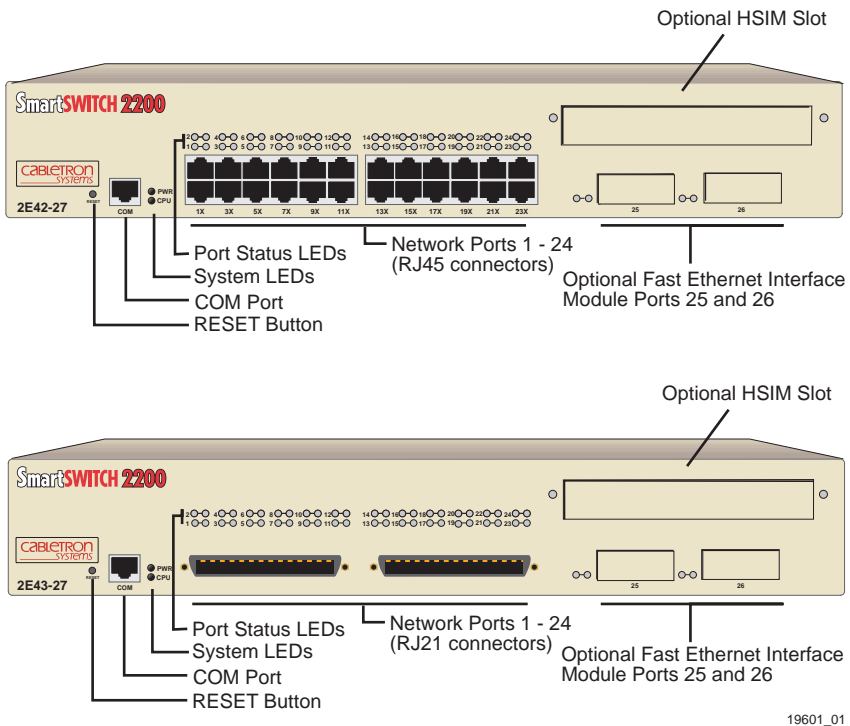 Optional HSIM Slot
SmartSWITCH 2200
2 4 6 8 10 12 14 16 18 20 22 24
1 3 5 7 9 11 13 15 17 19 21 23
CABLETRON
SYSTEMS
2E42-27
RESET
COM
PWR
CPU
1X 3X 5X 7X 9X 11X 13X 15X 17X 19X 21X 23X
25 26
Port Status LEDs
System LEDs
COM Port
RESET Button
Network Ports 1 - 24
(RJ45 connectors)
Optional Fast Ethernet Interface
Module Ports 25 and 26
Optional HSIM Slot
SmartSWITCH 2200
2 4 6 8 10 12 14 16 18 20 22 24
1 3 5 7 9 11 13 15 17 19 21 23
CABLETRON
SYSTEMS
2E43-27
RESET
COM
PWR
CPU
25 26
Port Status LEDs
System LEDs
COM Port
RESET Button
Network Ports 1 - 24
(RJ21 connectors)
Optional Fast Ethernet Interface
Module Ports 25 and 26
19601_01